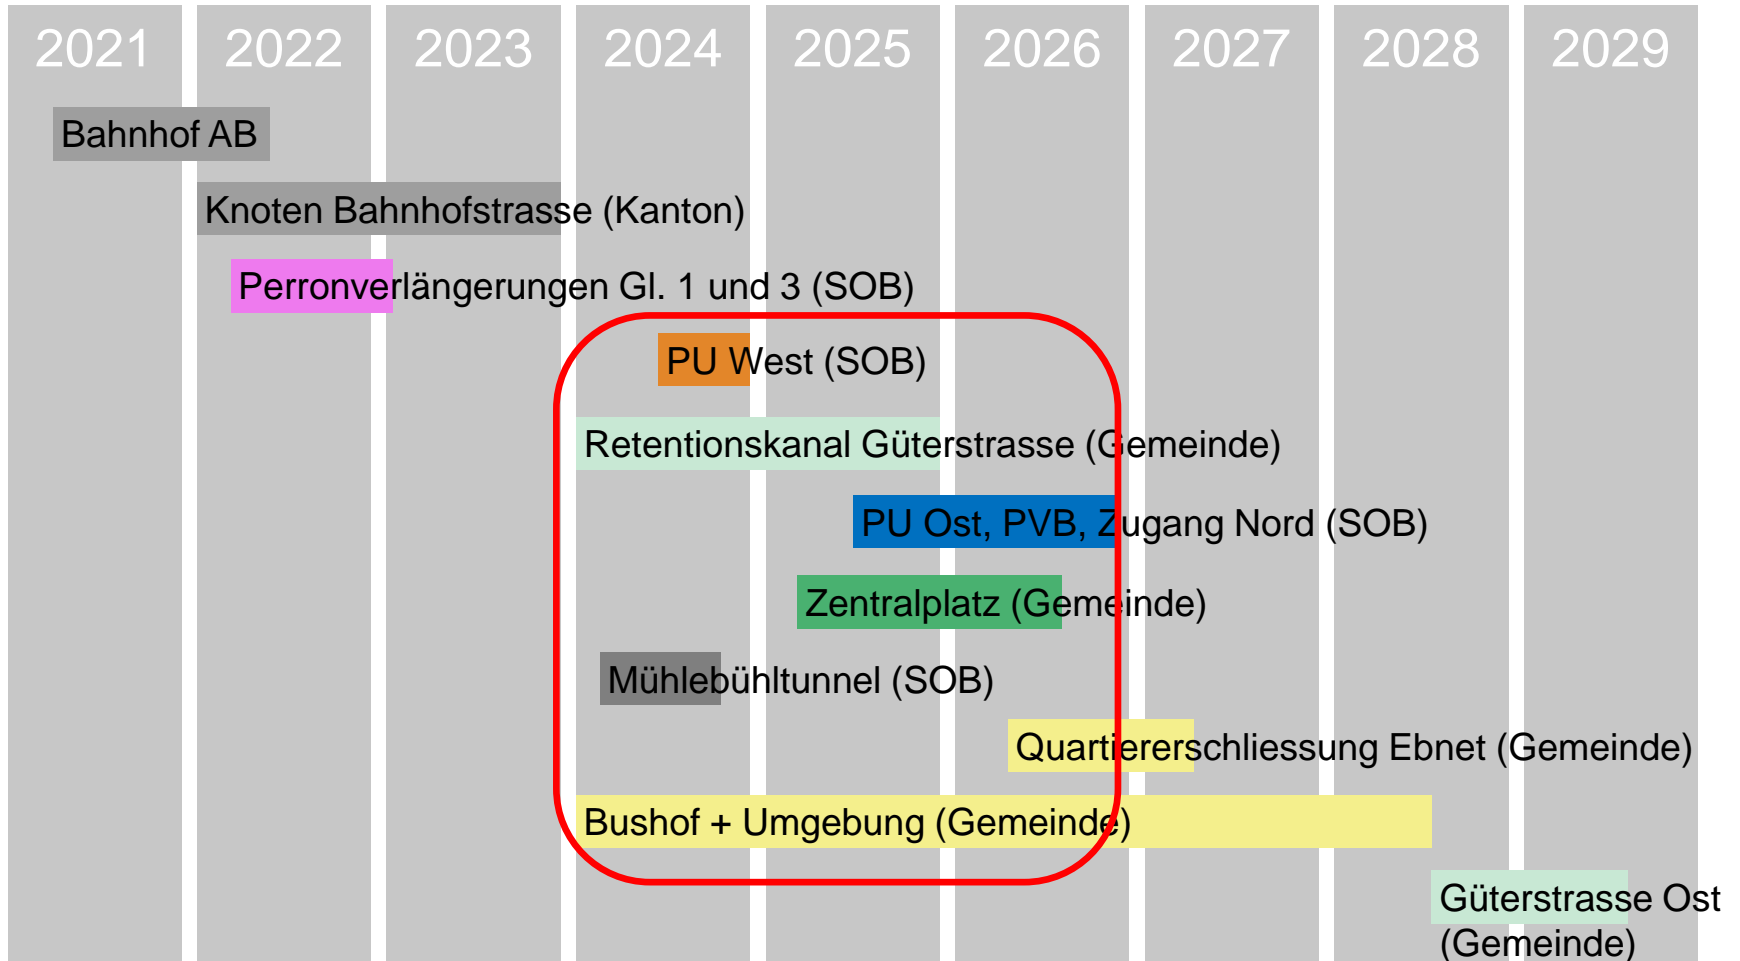 2021 2022 2023 2024 2025 2026 2027 2028 2029
Bahnhof AB
Knoten Bahnhofstrasse (Kanton)
Perronverlängerungen Gl. 1 und 3 (SOB)
PU West (SOB)
Retentionskanal Güterstrasse (Gemeinde)
PU Ost, PVB, Zugang Nord (SOB)
Zentralplatz (Gemeinde)
Mühlebühltunnel (SOB)
Quartiererschliessung Ebnet (Gemeinde)
Bushof + Umgebung (Gemeinde)
Güterstrasse Ost
(Gemeinde)